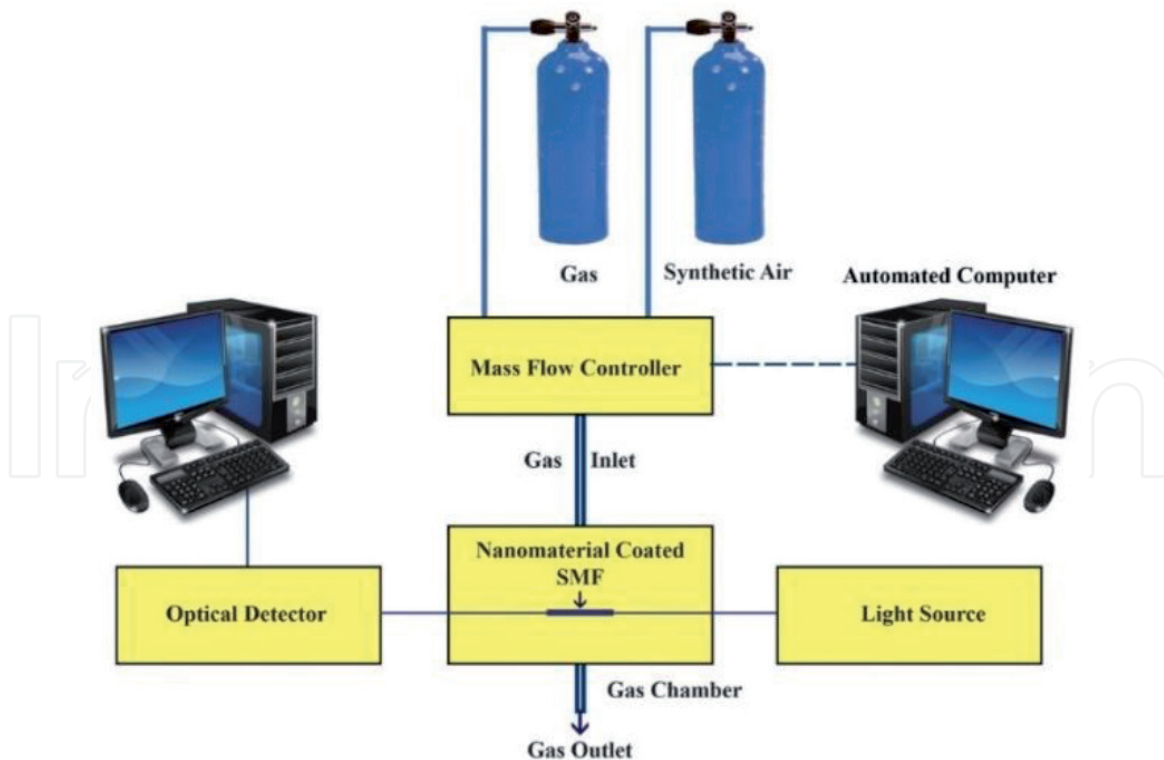 Gas
Synthetic Air
Automated Computer
Mass Flow Controller
Gas Inlet
Nanomaterial Coated
SMF
Optical Detector
Light Source
Gas Chamber
Gas Outlet